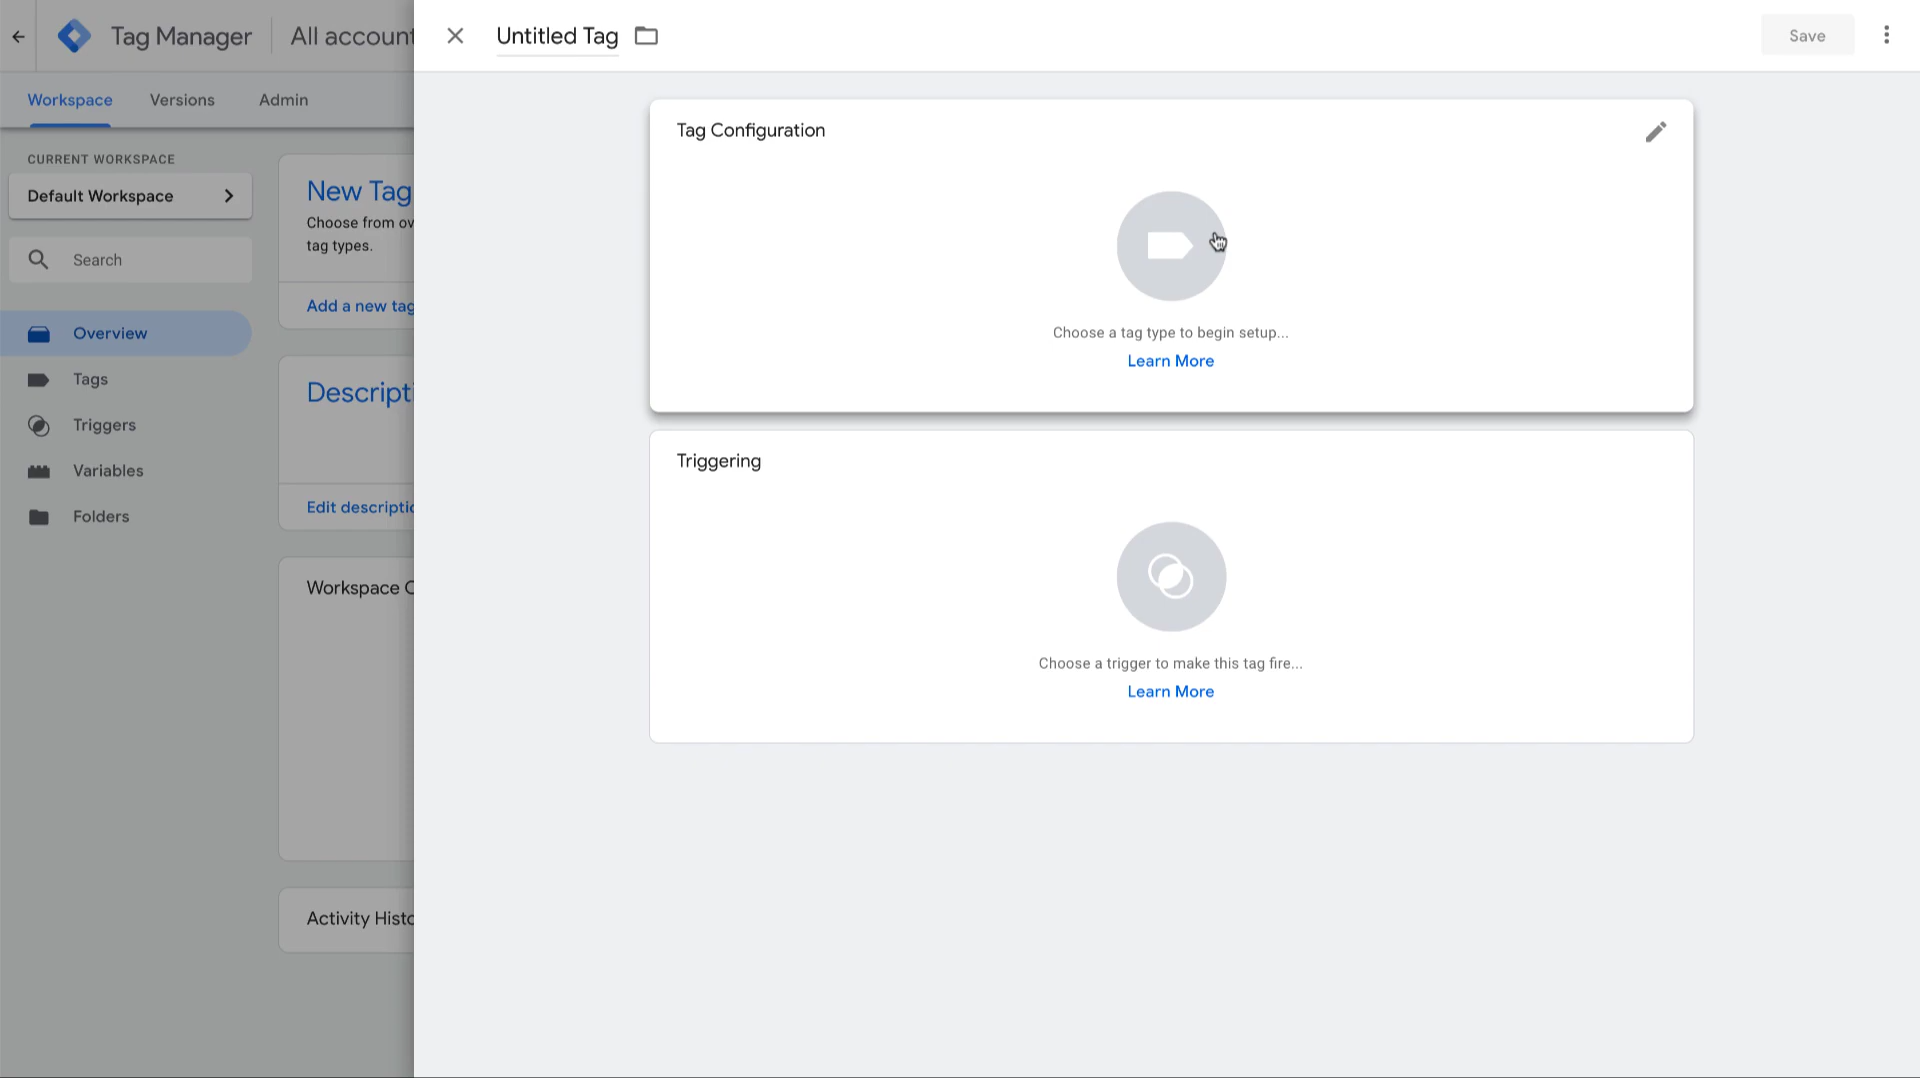 Tag Manager
All account
Untitled Tag
Save
Workspace
Versions
Admin
CURRENT WORKSPACE
Default Workspace
Search
Overview
Tags
Triggers
Variables
Folders
New Tag
Choose from ov
tag types.
Add a new tag
Descripti
Edit descriptio
Workspace C
Activity Histo
Tag Configuration
Choose a tag type to begin setup...
Learn More
Triggering
Choose a trigger to make this tag fire...
Learn More